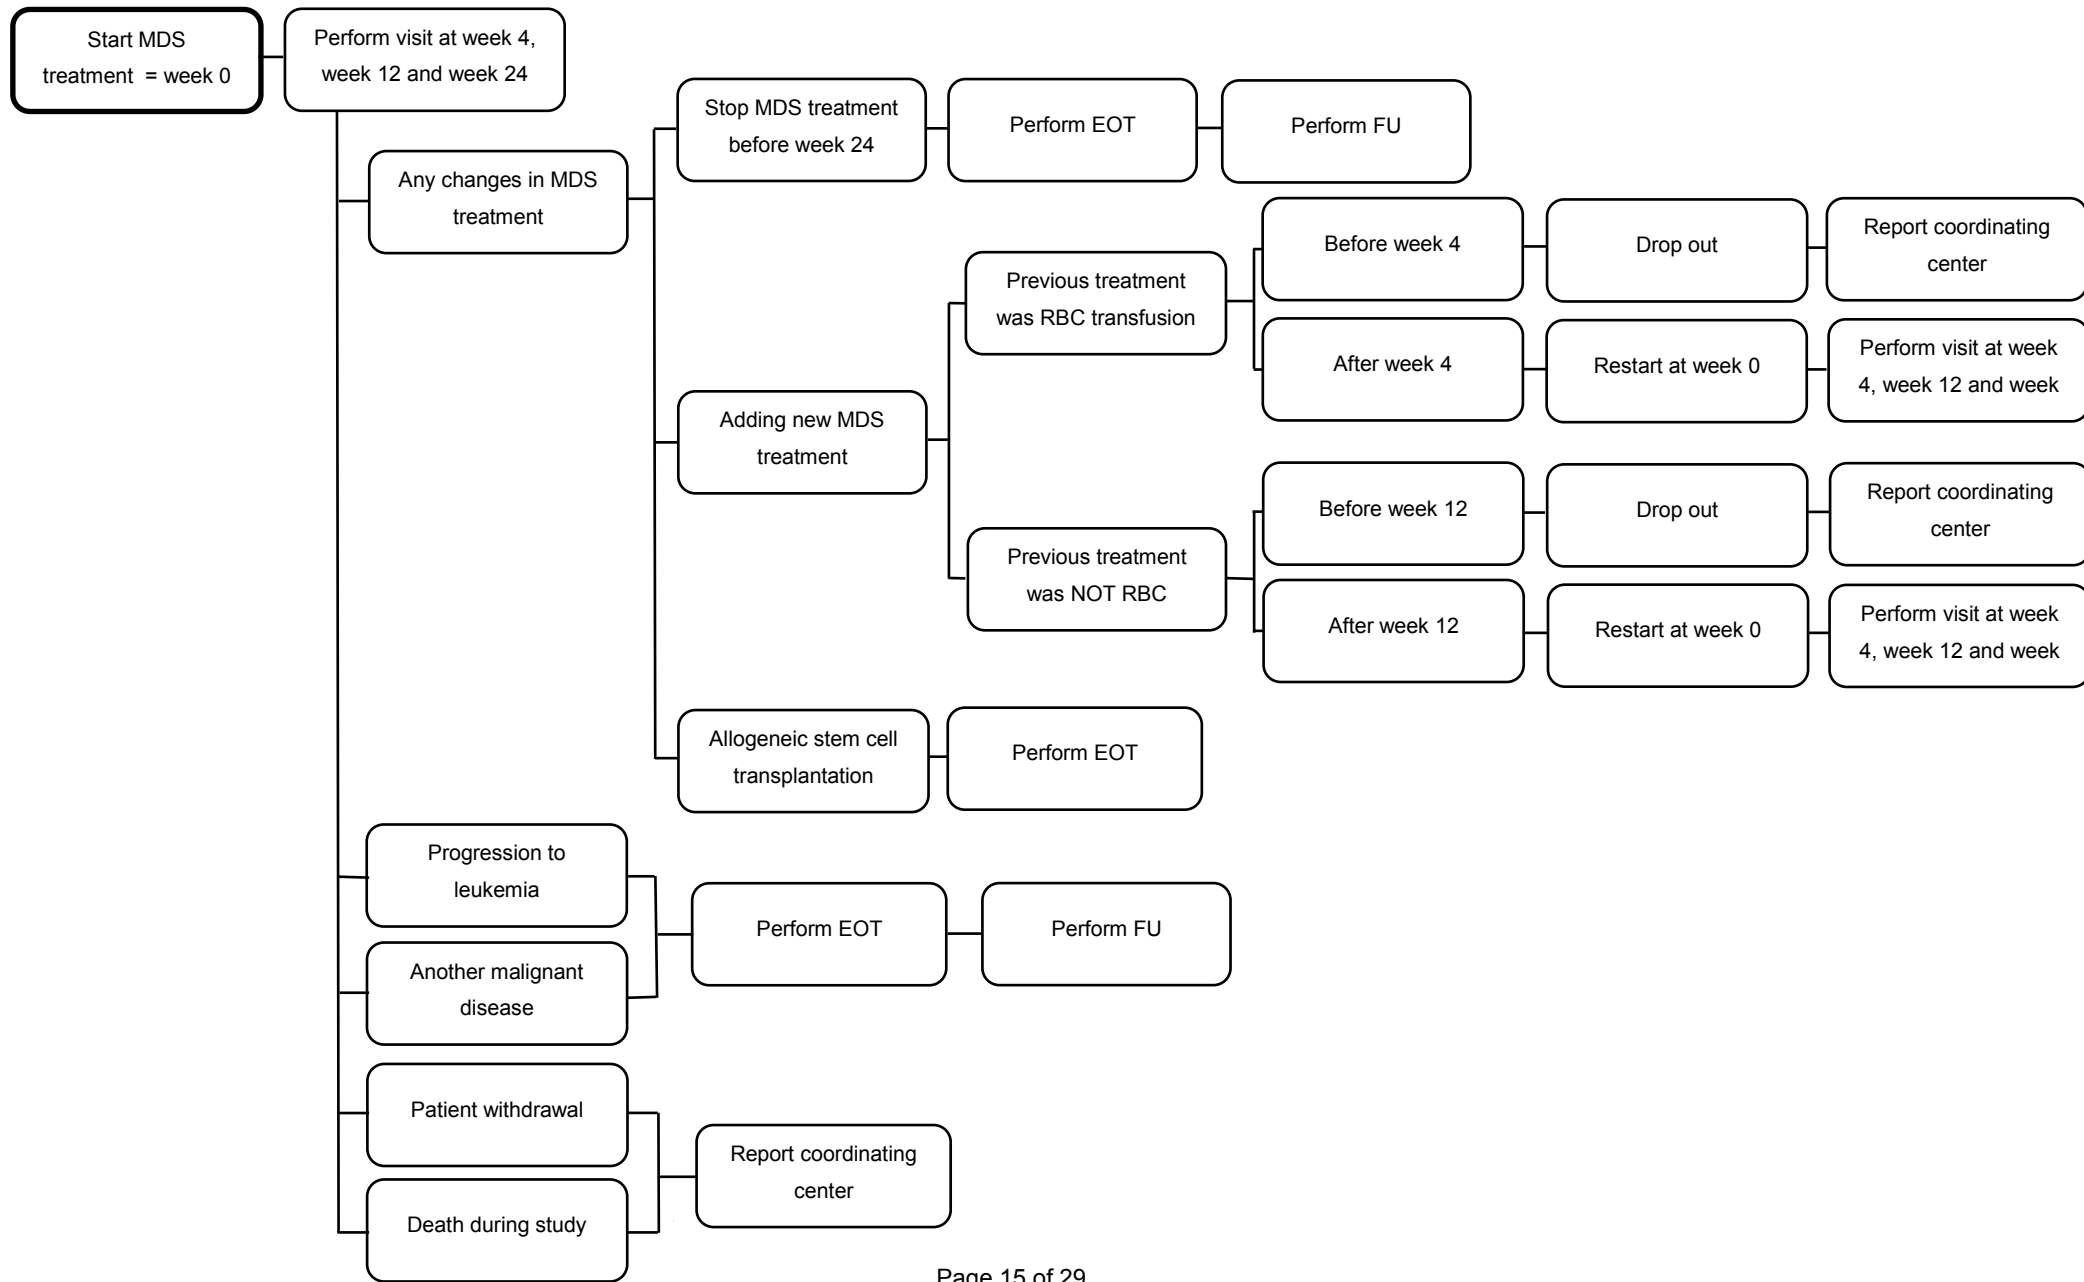 Start MDS
treatment  = week 0
Perform visit at week 4,
week 12 and week 24
Any changes in MDS
treatment
Stop MDS treatment
before week 24
Perform EOT
Perform FU
Adding new MDS
treatment
Previous treatment
was RBC transfusion
Before week 4
Drop out
Report coordinating
center
After week 4
Restart at week 0
Perform visit at week
4, week 12 and week
Previous treatment
was NOT RBC
Before week 12
Drop out
Report coordinating
center
After week 12
Restart at week 0
Perform visit at week
4, week 12 and week
Allogeneic stem cell
transplantation
Perform EOT
Progression to
leukemia
Another malignant
disease
Perform EOT
Perform FU
Patient withdrawal
Death during study
Report coordinating
center
Page 15 of 29